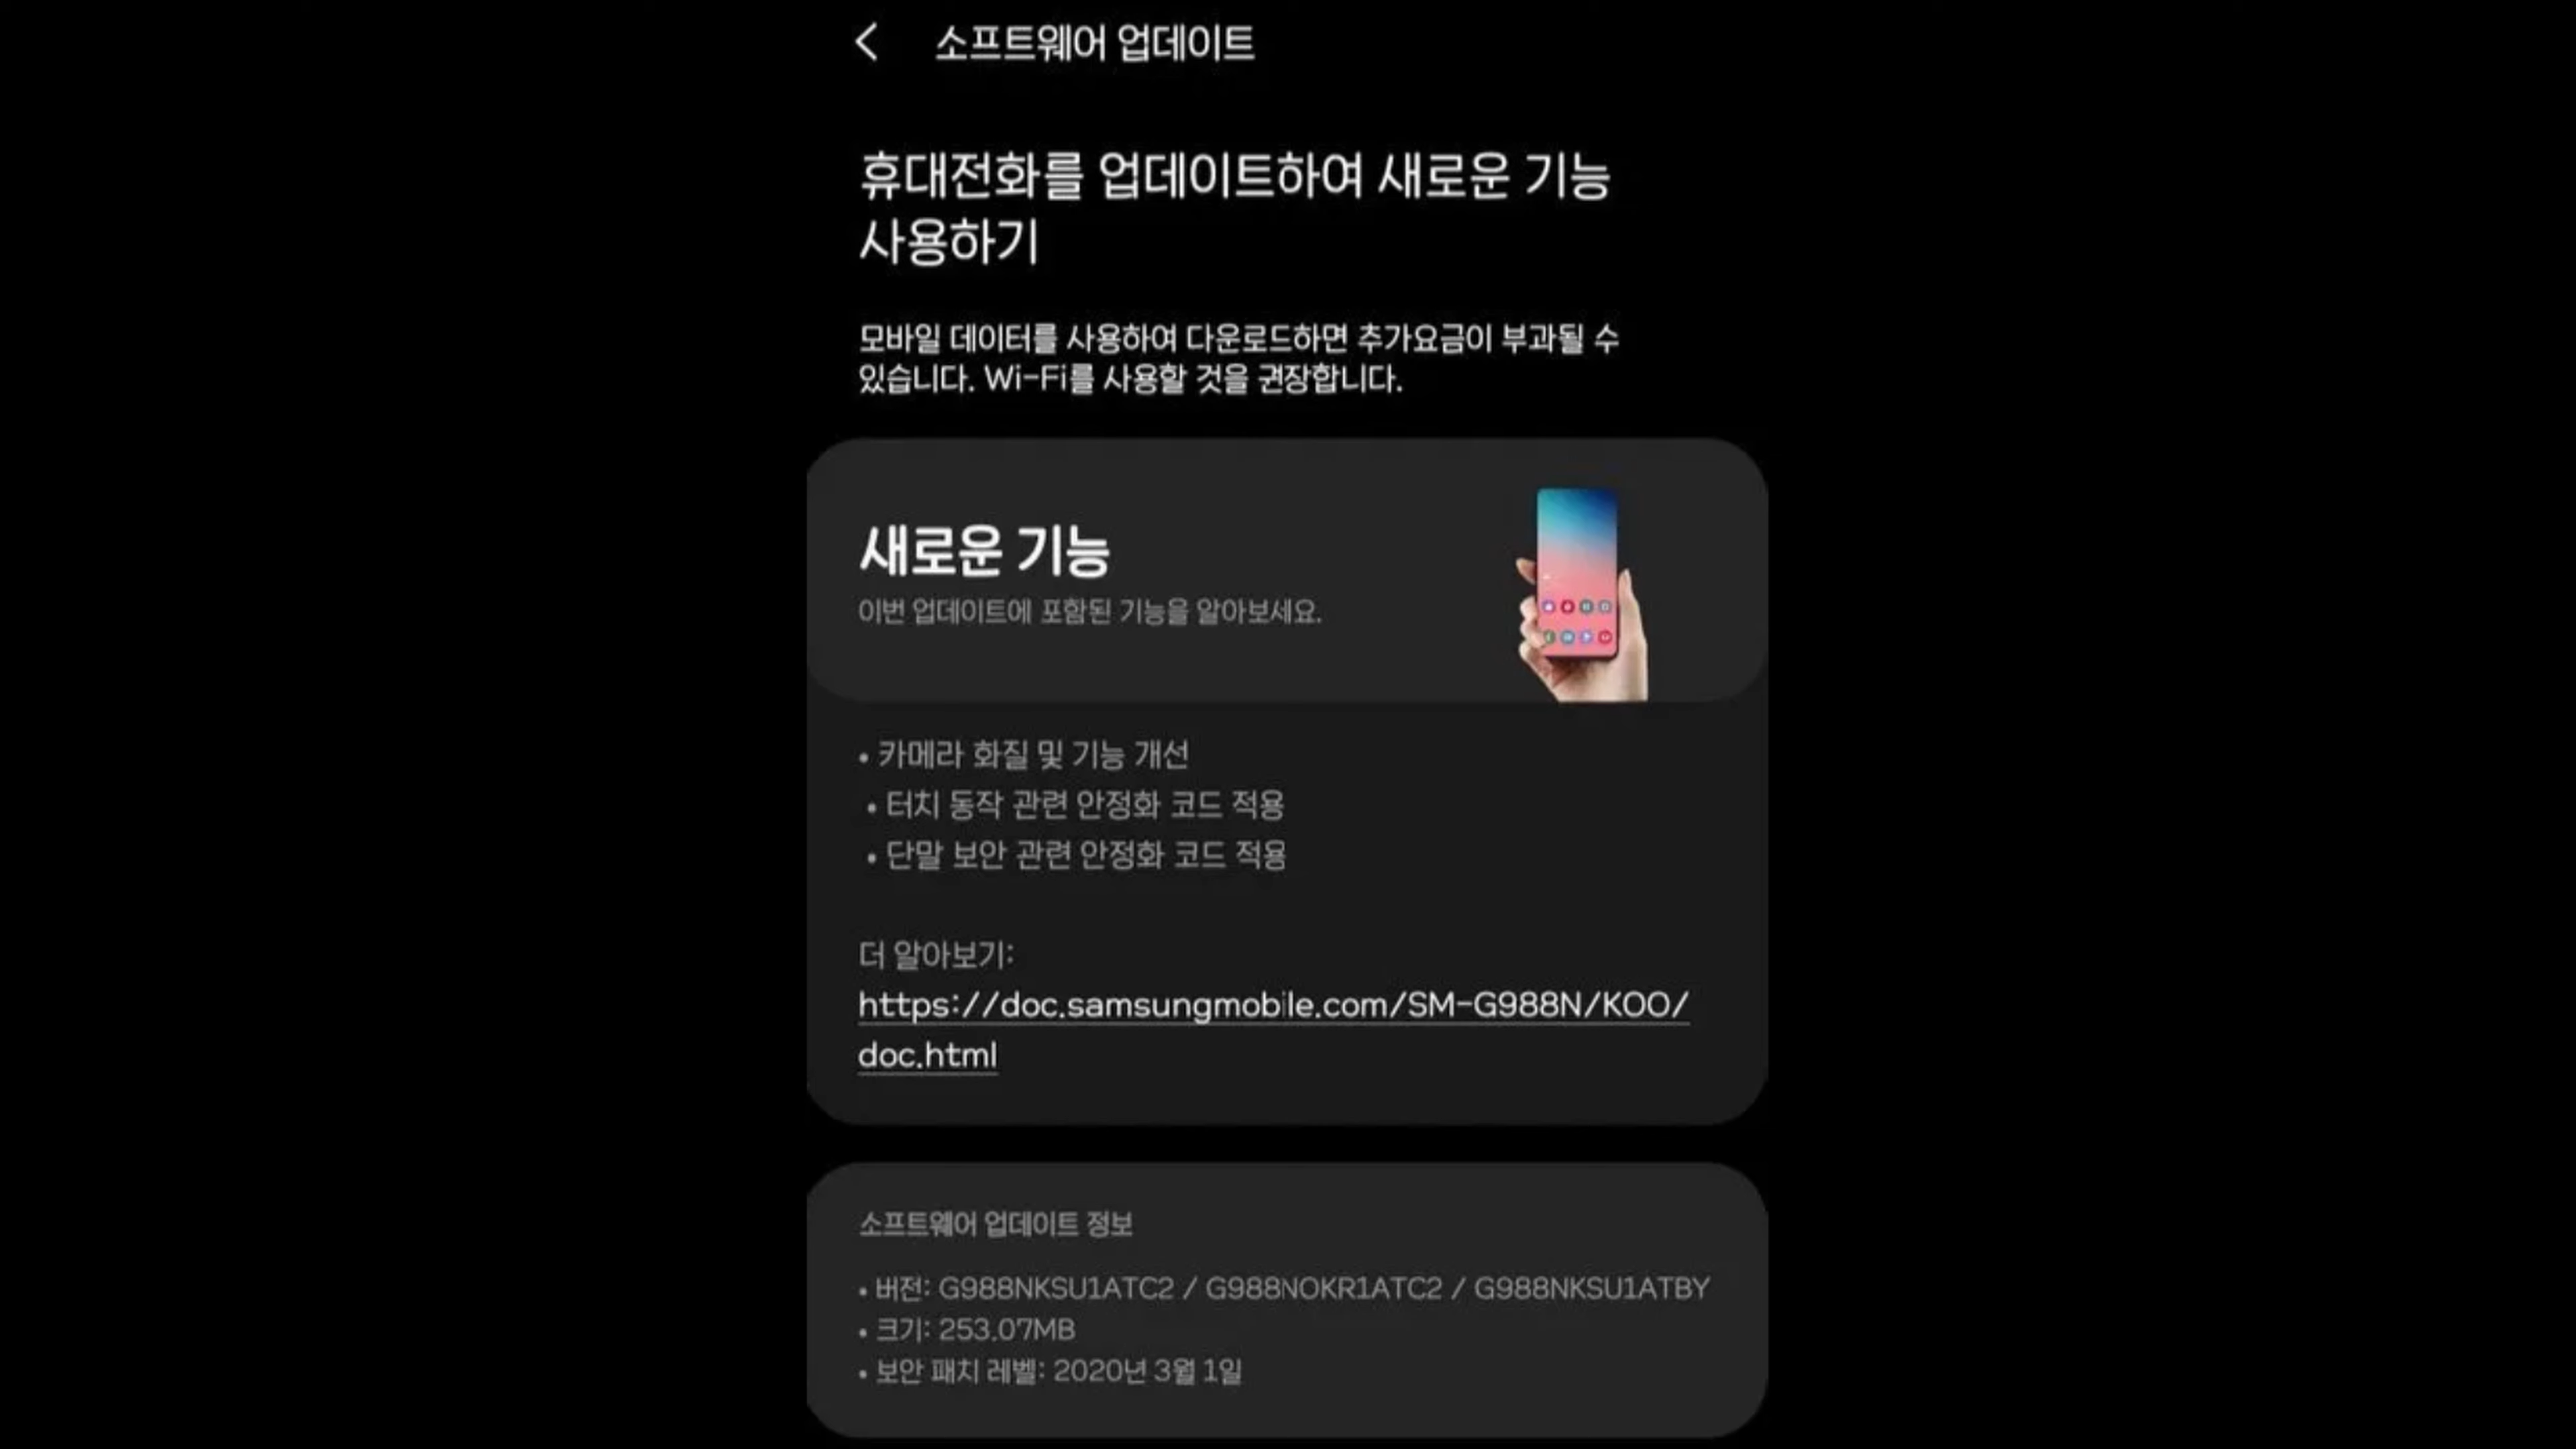 소프트웨어 업데이트
휴대전화를 업데이트하여 새로운 기능
사용하기
모바일 데이터를 사용하여 다운로드하면 추가요금이 부과될 수
있습니다. Wi-Fi를 사용할 것을 권장합니다.
새로운 기능
이번 업데이트에 포함된 기능을 알아보세요.
• 카메라 화질 및 기능 개선
• 터치 동작 관련 안정화 코드 적용
• 단말 보안 관련 안정화 코드 적용
더 알아보기:
https://doc.samsungmobile.com/SM-G988N/KOO/
doc.html
소프트웨어 업데이트 정보
• 버전: G988NKSU1ATC2 / G988NOKR1ATC2 / G988NKSU1ATBY
• 크기: 253.07MB
• 보안 패치 레벨: 2020년 3월 1일